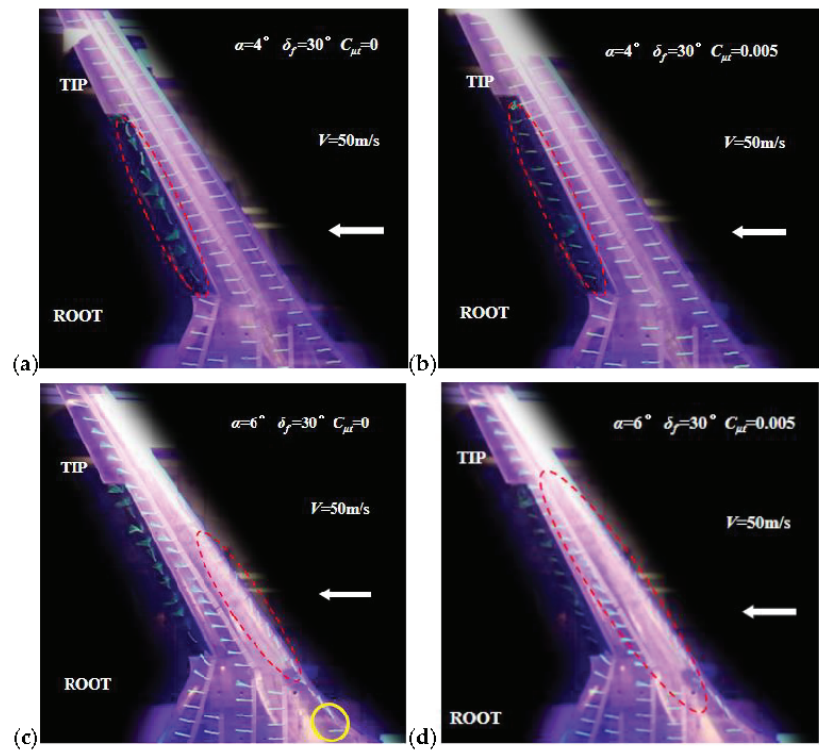 α=4° δf=30° Cμt=0
TIP
V=50m/s
ROOT
(a)
α=4° δf=30° Cμt=0.005
TIP
V=50m/s
ROOT
(b)
α=6° δf=30° Cμt=0
TIP
V=50m/s
ROOT
(c)
α=6° δf=30° Cμt=0.005
TIP
V=50m/s
ROOT
(d)